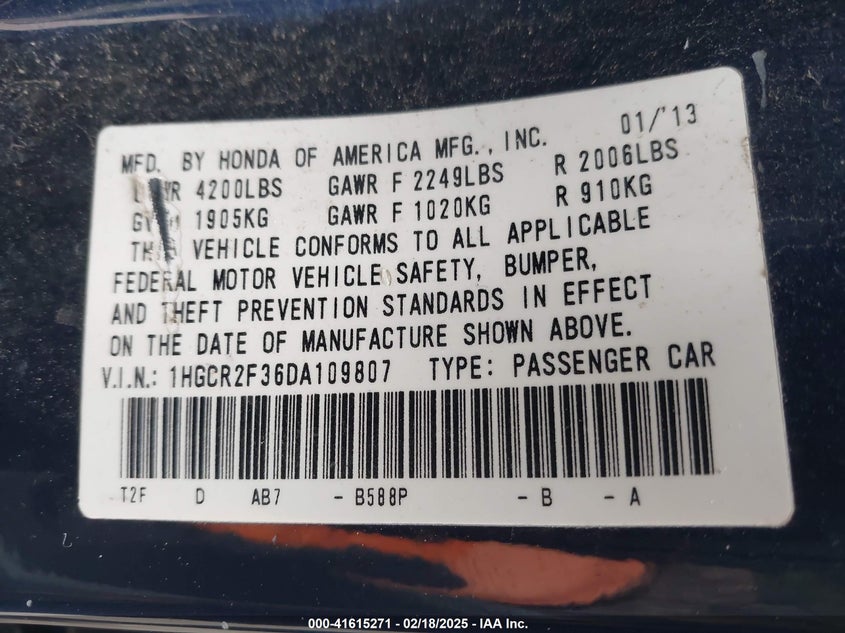 MFD. BY HONDA OF AMERICA MFG., INC. 01/'13
4200LBS GAWR F 2249LBS R 2006LBS
1905KG GAWR F 1020KG R 910KG
VEHICLE CONFORMS TO ALL APPLICABLE
FEDERAL MOTOR VEHICLE SAFETY, BUMPER,
AND THEFT PREVENTION STANDARDS IN EFFECT
ON THE DATE OF MANUFACTURE SHOWN ABOVE.
V.I.N.: 1HGCR2F36DA109807 TYPE: PASSENGER CAR
T2F D AB7 - B588P - B - A
000-41615271 - 02/18/2025 - IAA Inc.